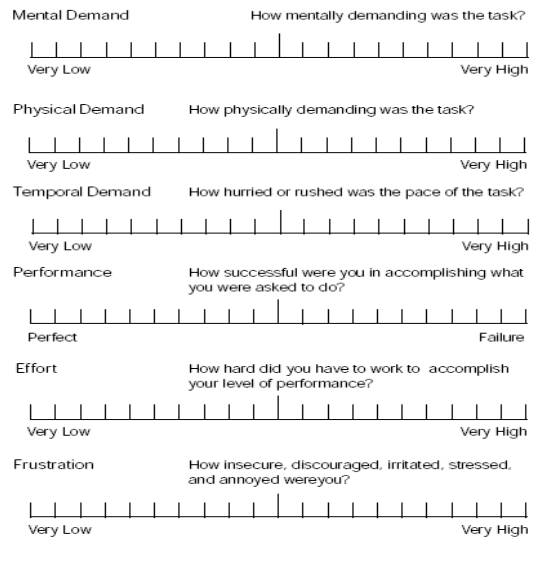 Mental Demand How mentally demanding was the task?
Very Low Very High
Physical Demand How physically demanding was the task?
Very Low Very High
Temporal Demand How hurried or rushed was the pace of the task?
Very Low Very High
Performance How successful were you in accomplishing what
you were asked to do?
Perfect Failure
Effort How hard did you have to work to accomplish
your level of performance?
Very Low Very High
Frustration How insecure, discouraged, irritated, stressed,
and annoyed wereyou?
Very Low Very High